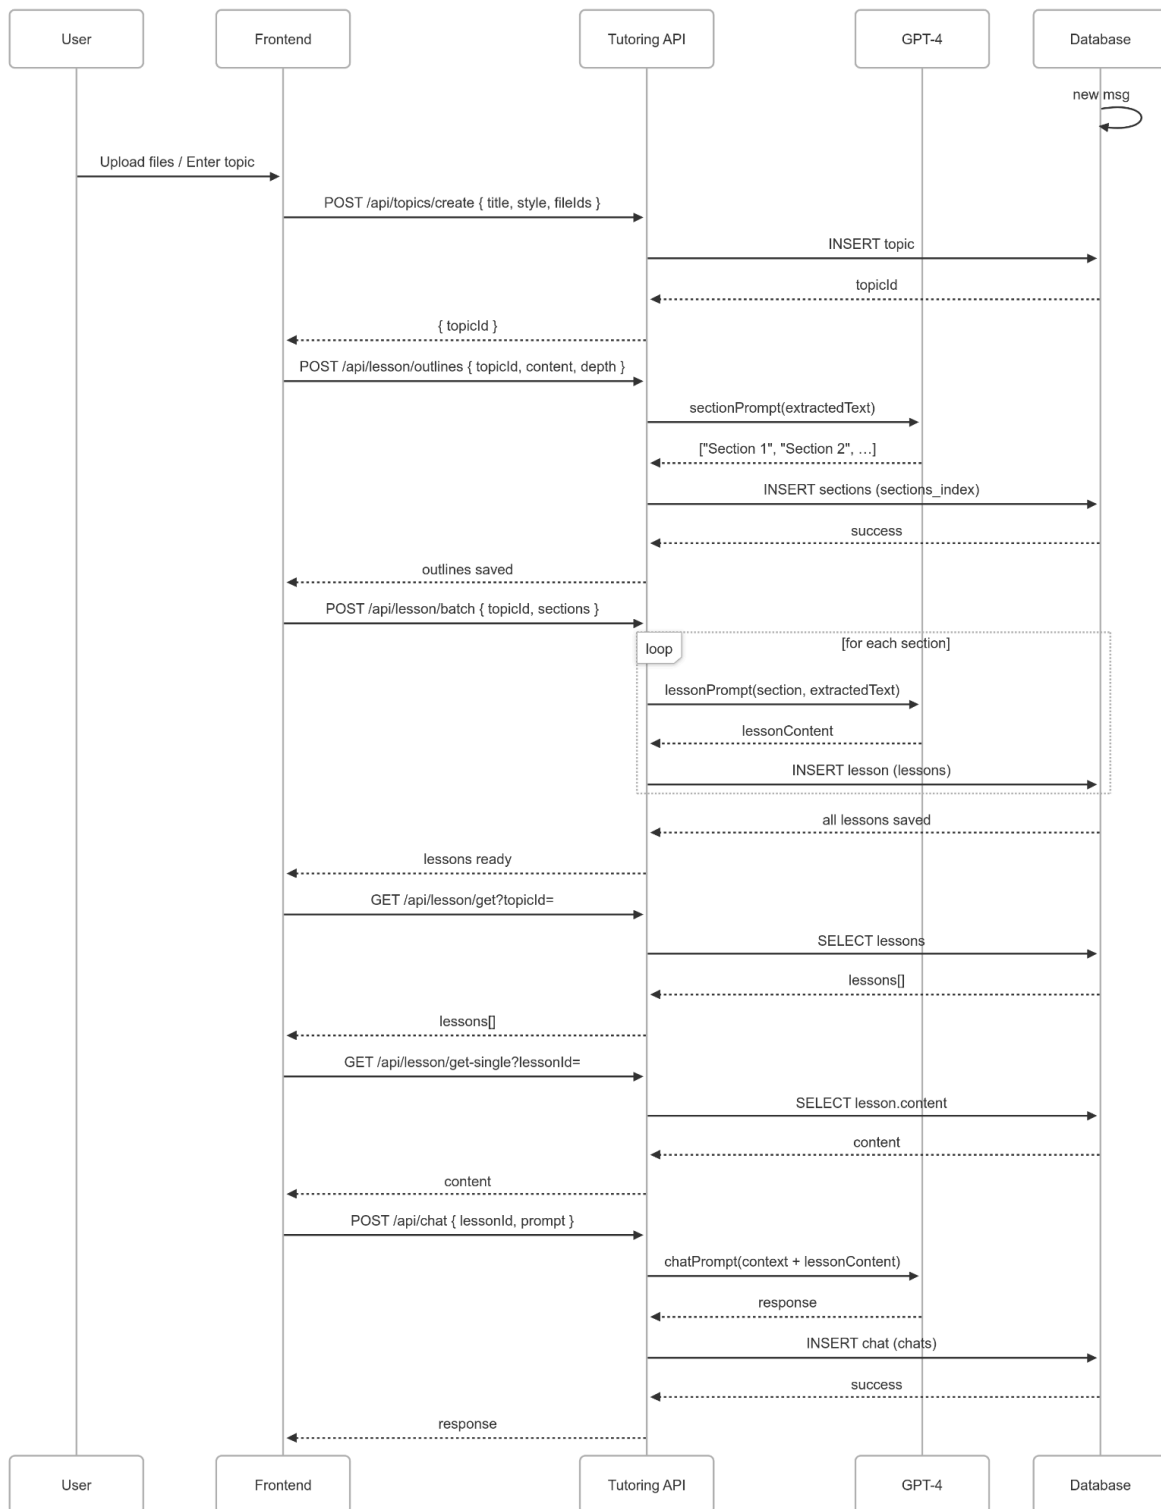 User
Frontend
Tutoring API
GPT-4
Database
new msg
Upload files / Enter topic
POST /api/topics/create { title, style, fileIds }
INSERT topic
topicId
{ topicId }
POST /api/lesson/outlines { topicId, content, depth }
sectionPrompt(extractedText)
["Section 1", "Section 2", …]
INSERT sections (sections_index)
success
outlines saved
POST /api/lesson/batch { topicId, sections }
loop
[for each section]
lessonPrompt(section, extractedText)
lessonContent
INSERT lesson (lessons)
all lessons saved
lessons ready
GET /api/lesson/get?topicId=
SELECT lessons
lessons[]
lessons[]
GET /api/lesson/get-single?lessonId=
SELECT lesson.content
content
content
POST /api/chat { lessonId, prompt }
chatPrompt(context + lessonContent)
response
INSERT chat (chats)
success
response
User
Frontend
Tutoring API
GPT-4
Database